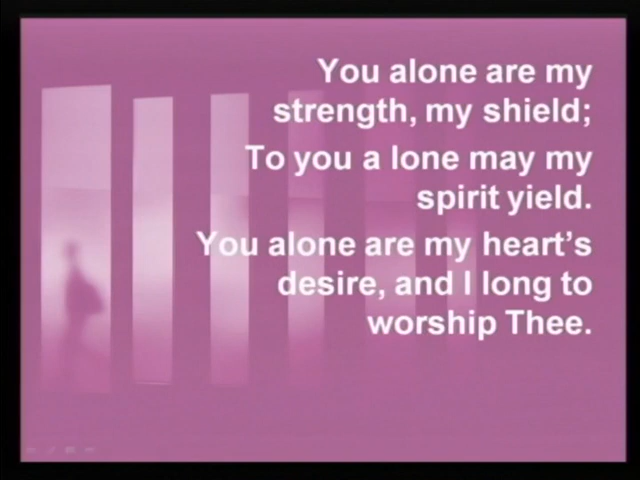 You alone are my
strength, my shield;
To you a lone may my
spirit yield.
You alone are my heart's
desire, and I long to
worship Thee.